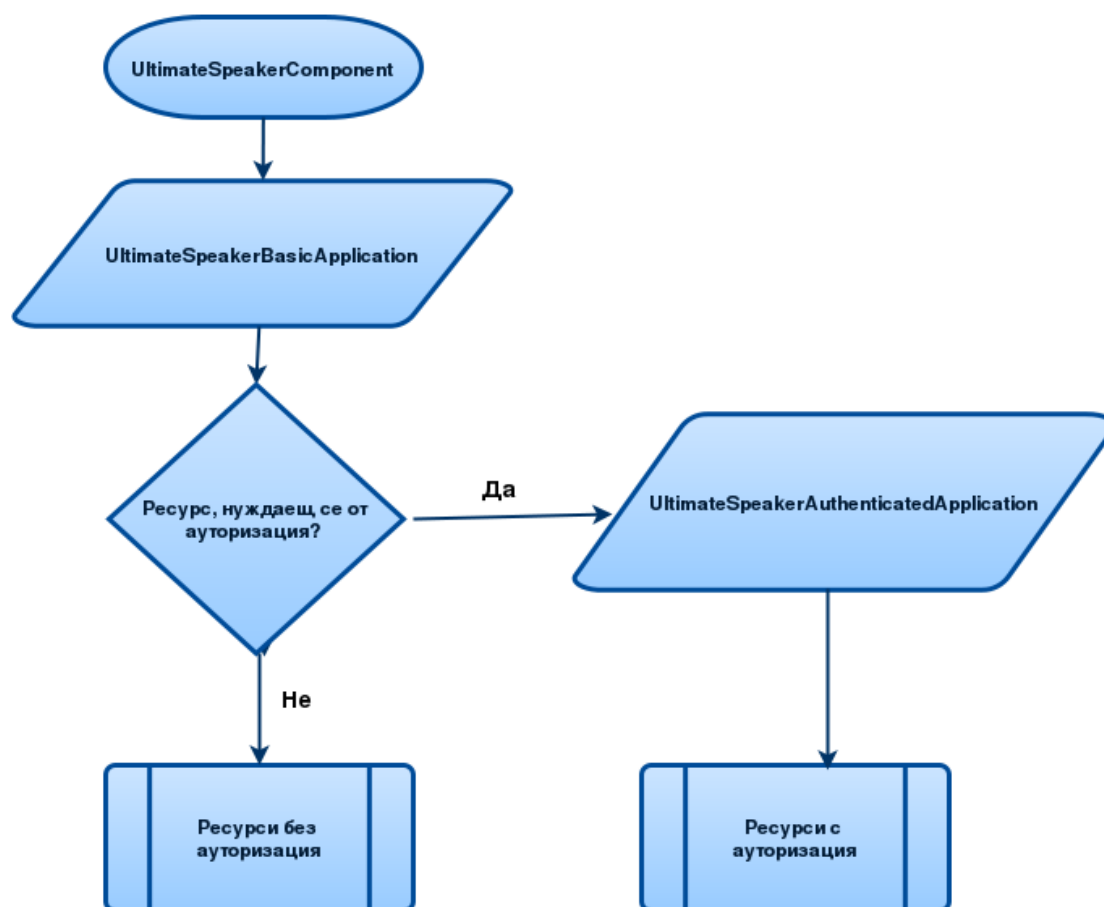 UltimateSpeakerComponent
UltimateSpeakerBasicApplication
Ресурс, нуждаещ се от
ауторизация?
Да
UltimateSpeakerAuthenticatedApplication
Не
Ресурси без
ауторизация
Ресурси с
ауторизация